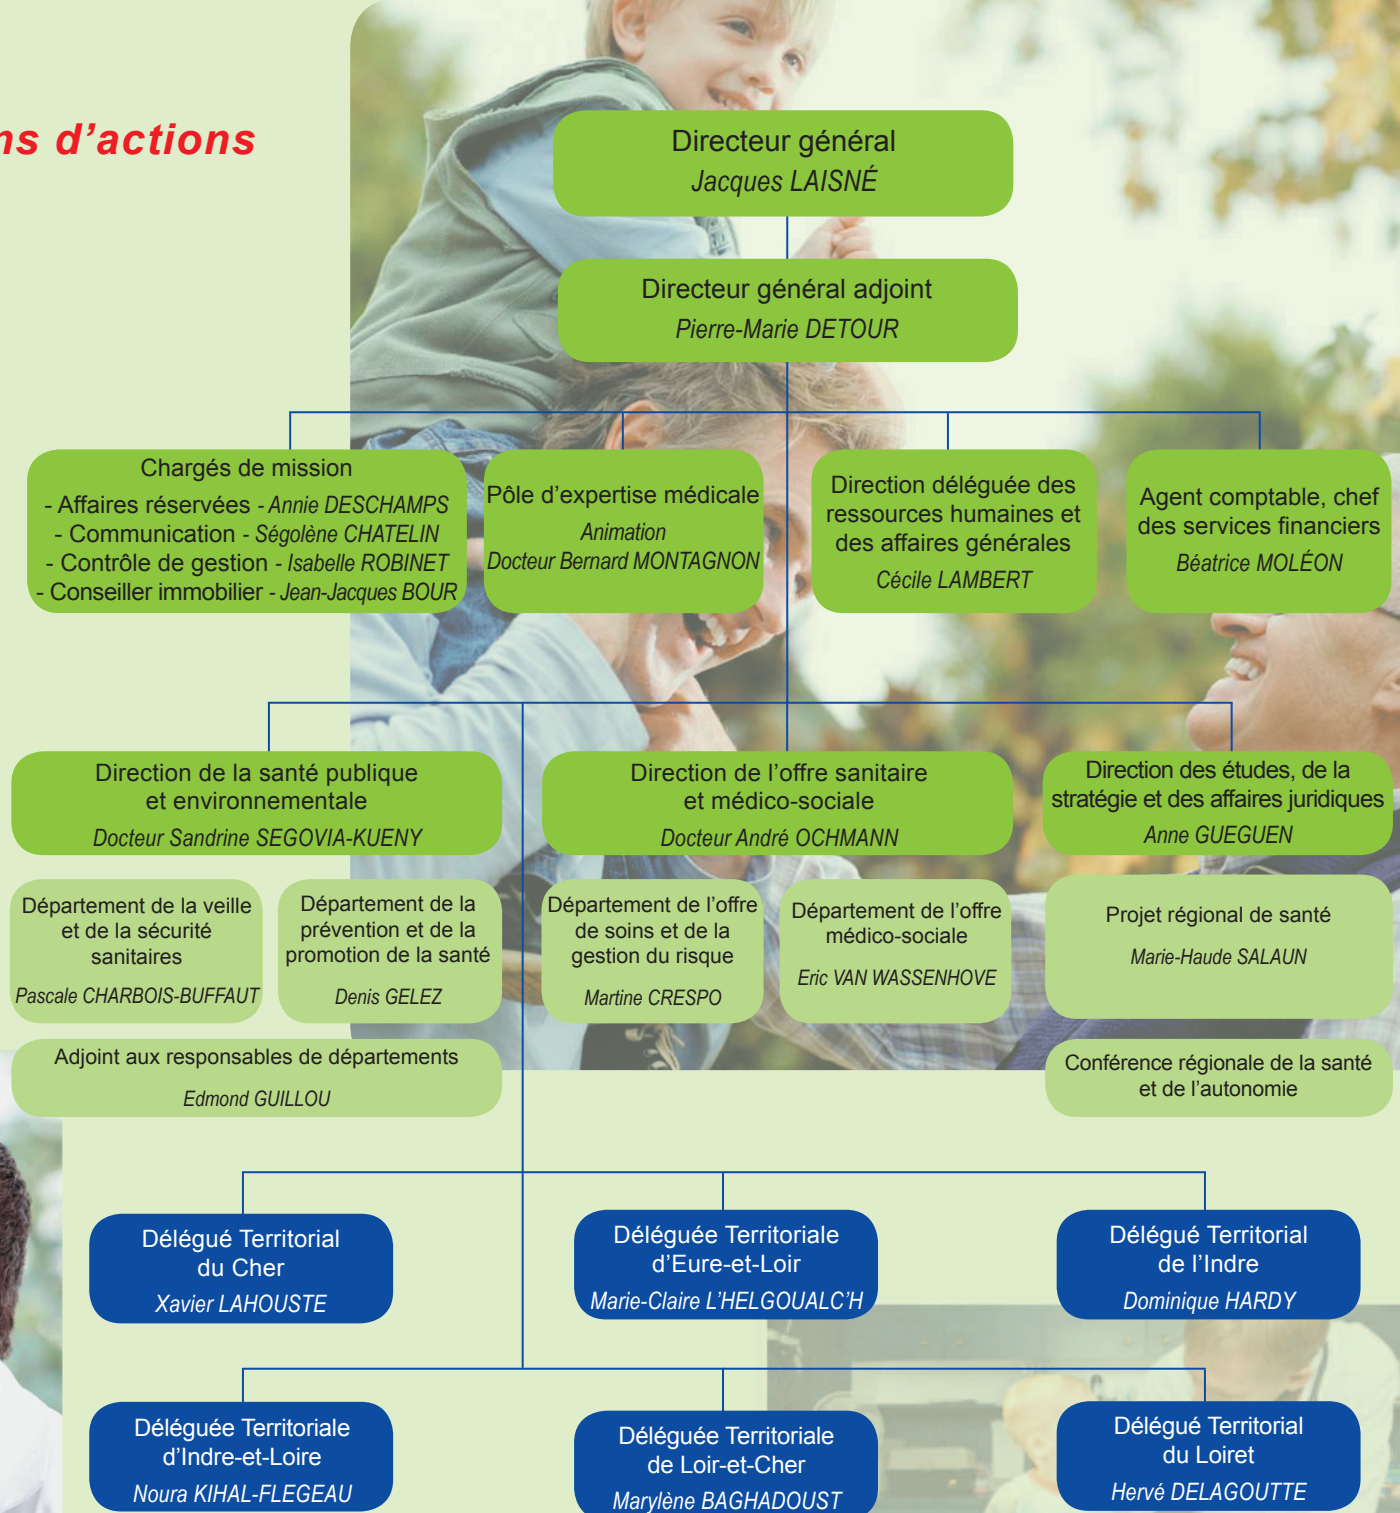 d'actions
Directeur général
Jacques LAISNÉ
Directeur général adjoint
Pierre-Marie DETOUR
Chargés de mission
- Affaires réservées - Annie DESCHAMPS
- Communication - Ségolène CHATELIN
- Contrôle de gestion - Isabelle ROBINET
- Conseiller immobilier - Jean-Jacques BOUR
Pôle d'expertise médicale
Animation
Docteur Bernard MONTAGNON
Direction déléguée des
ressources humaines et
des affaires générales
Cécile LAMBERT
Agent comptable, chef
des services financiers
Béatrice MOLÉON
Direction de la santé publique
et environnementale
Docteur Sandrine SEGOVIA-KUENY
Direction de l'offre sanitaire
et médico-sociale
Docteur André OCHMANN
Direction des études, de la
stratégie et des affaires juridiques
Anne GUEGUEN
Département de la veille
et de la sécurité
sanitaires
Pascale CHARBOIS-BUFFAUT
Département de la
prévention et de la
promotion de la santé
Denis GELEZ
Département de l'offre
de soins et de la
gestion du risque
Martine CRESPO
Département de l'offre
médico-sociale
Eric VAN WASSENHOVE
Projet régional de santé
Marie-Haude SALAUN
Adjoint aux responsables de départements
Edmond GUILLOU
Conférence régionale de la santé
et de l'autonomie
Délégué Territorial
du Cher
Xavier LAHOUSTE
Déléguée Territoriale
d'Eure-et-Loir
Marie-Claire L'HELGOUALC'H
Délégué Territorial
de l'Indre
Dominique HARDY
Déléguée Territoriale
d'Indre-et-Loire
Noura KIHAL-FLEGEAU
Déléguée Territoriale
de Loir-et-Cher
Marylène BAGHADOUST
Délégué Territorial
du Loiret
Hervé DELAGOUTTE